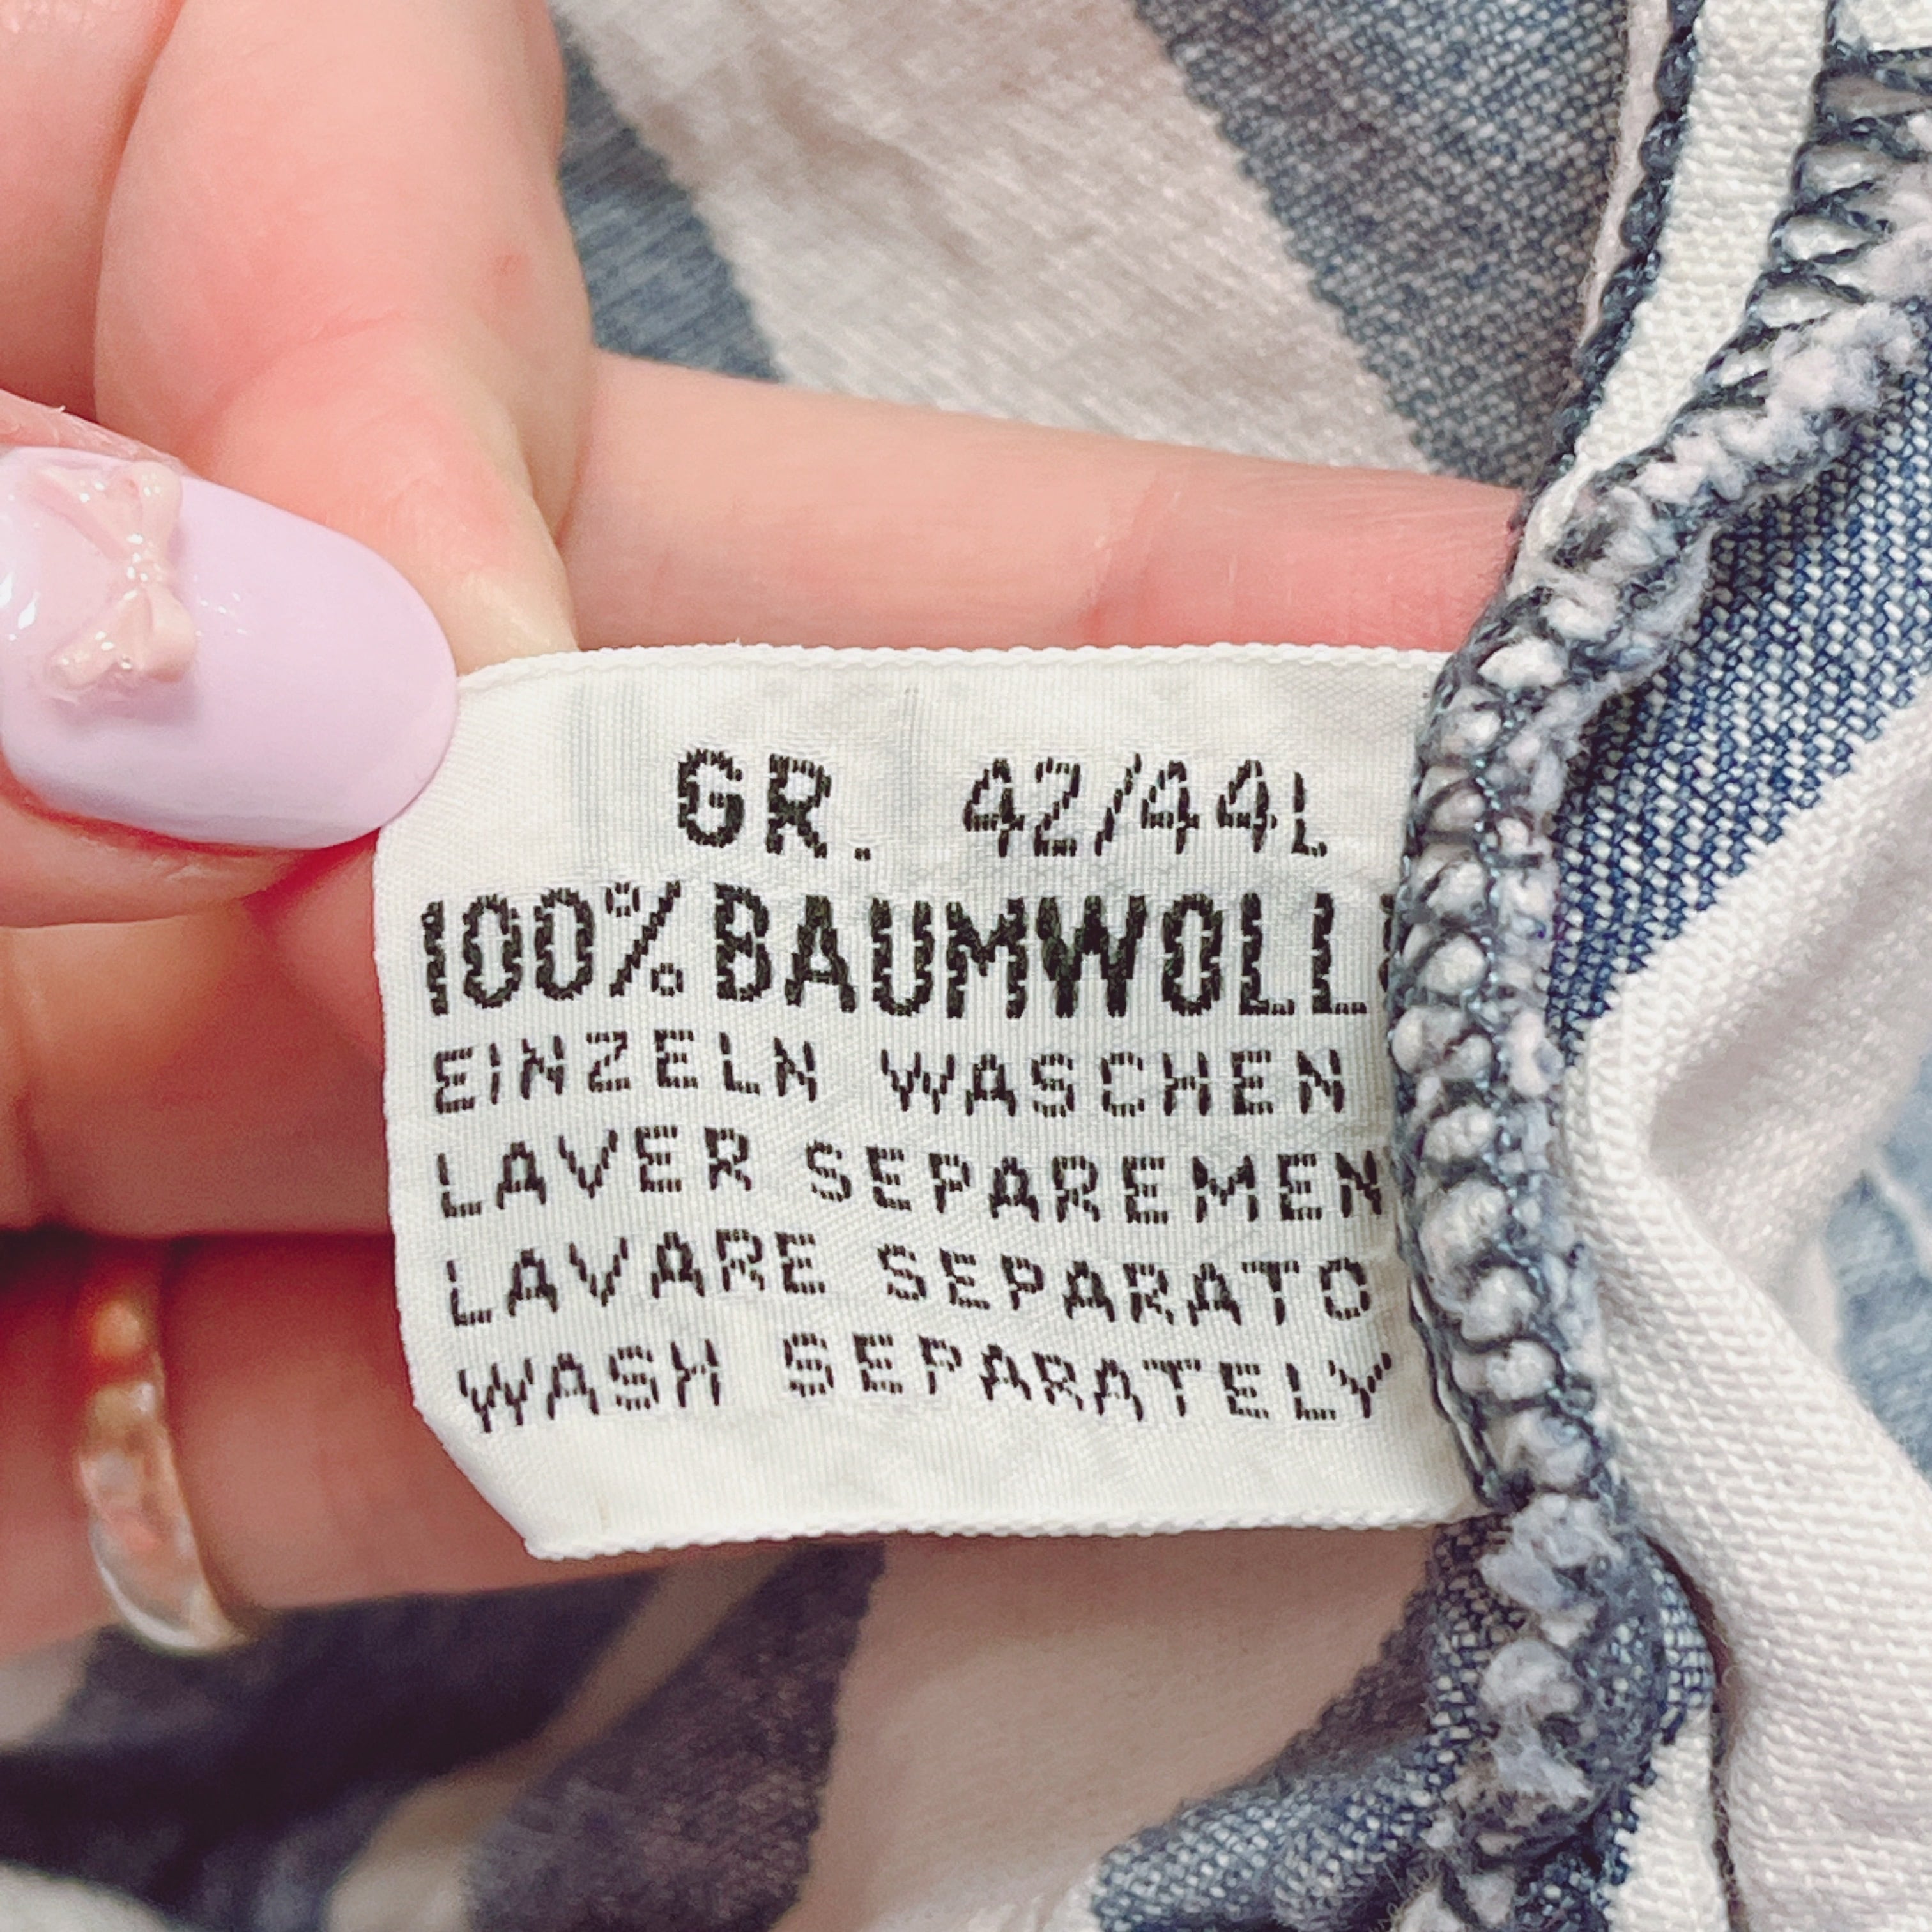 GR. 42/44L
100% BAUMWOLL
EINZELN WASCHEN
LAVER SEPAREMEN
LAVARE SEPARATO
WASH SEPARATELY